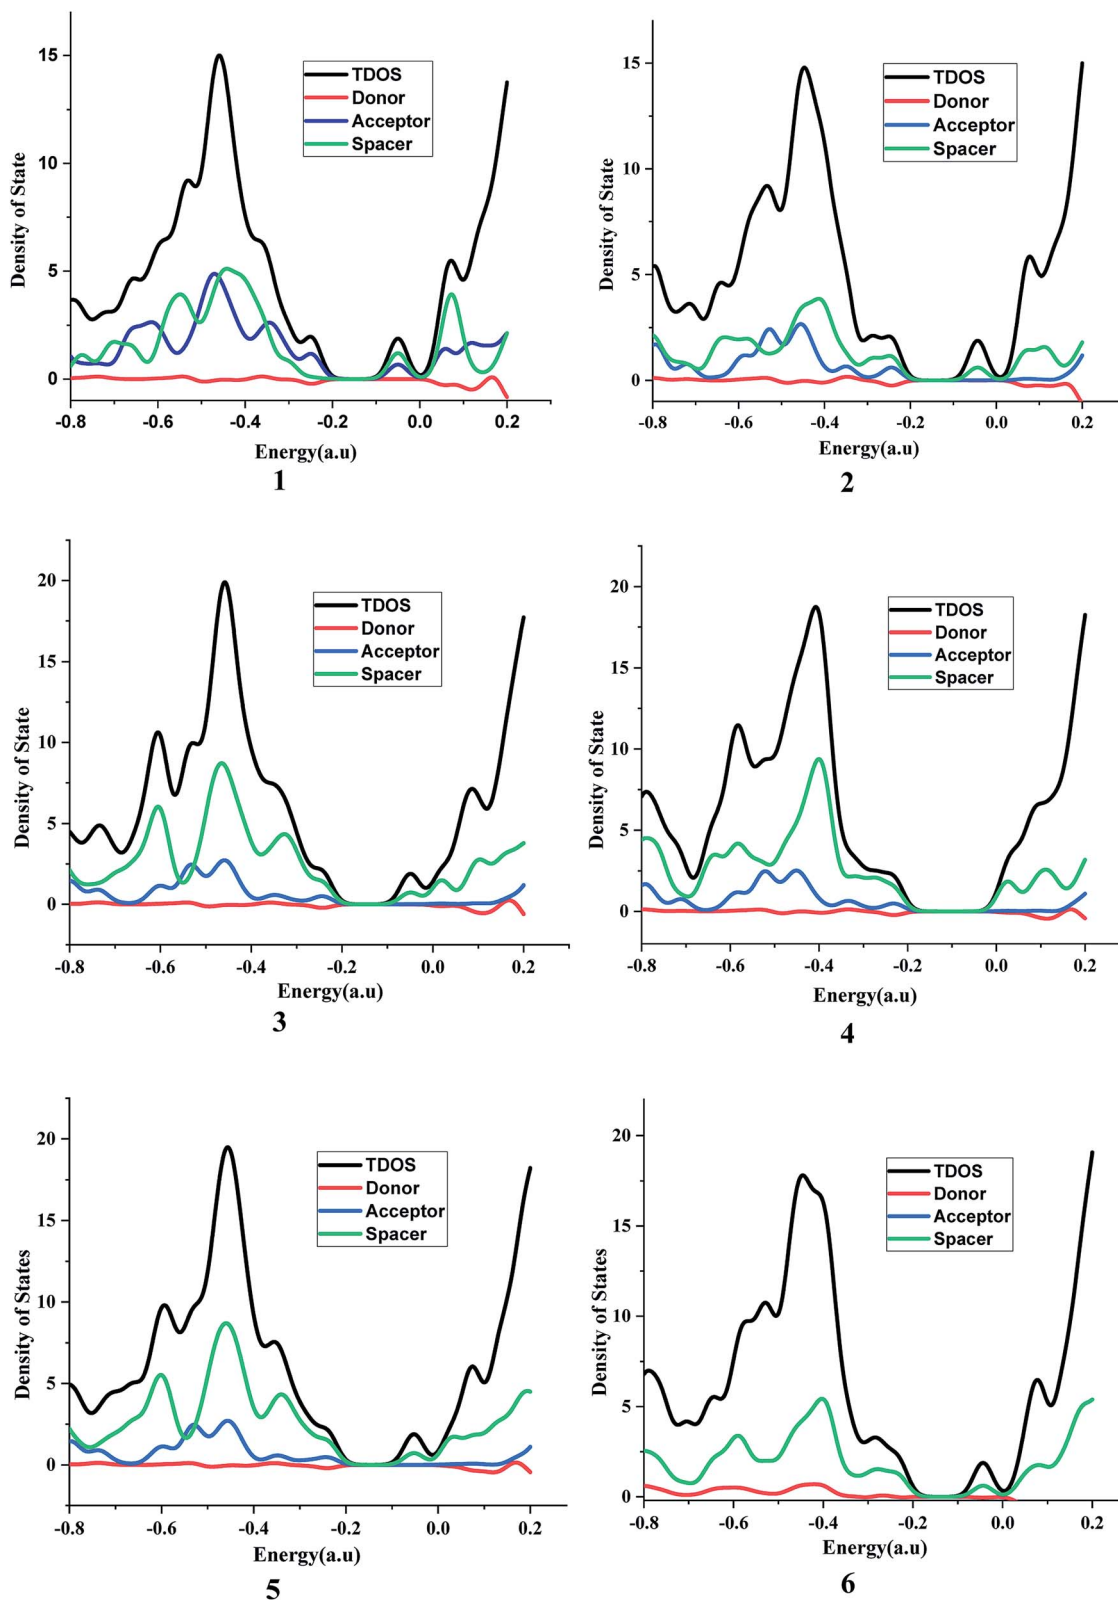 Density of State
15
10
5
0
TDOS
Donor
Acceptor
Spacer
-0.8
-0.6
-0.4
-0.2
0.0
0.2
Energy(a.u)
1
Density of State
15
10
5
0
TDOS
Donor
Acceptor
Spacer
-0.8
-0.6
-0.4
-0.2
0.0
0.2
Energy(a.u)
2
Density of State
20
15
10
5
0
TDOS
Donor
Acceptor
Spacer
-0.8
-0.6
-0.4
-0.2
0.0
0.2
Energy(a.u)
3
Density of State
20
15
10
5
0
TDOS
Donor
Acceptor
Spacer
-0.8
-0.6
-0.4
-0.2
0.0
0.2
Energy(a.u)
4
Density of States
20
15
10
5
0
TDOS
Donor
Acceptor
Spacer
-0.8
-0.6
-0.4
-0.2
0.0
0.2
Energy(a.u)
5
Density of States
20
15
10
5
0
TDOS
Donor
Acceptor
Spacer
-0.8
-0.6
-0.4
-0.2
0.0
0.2
Energy(a.u)
6